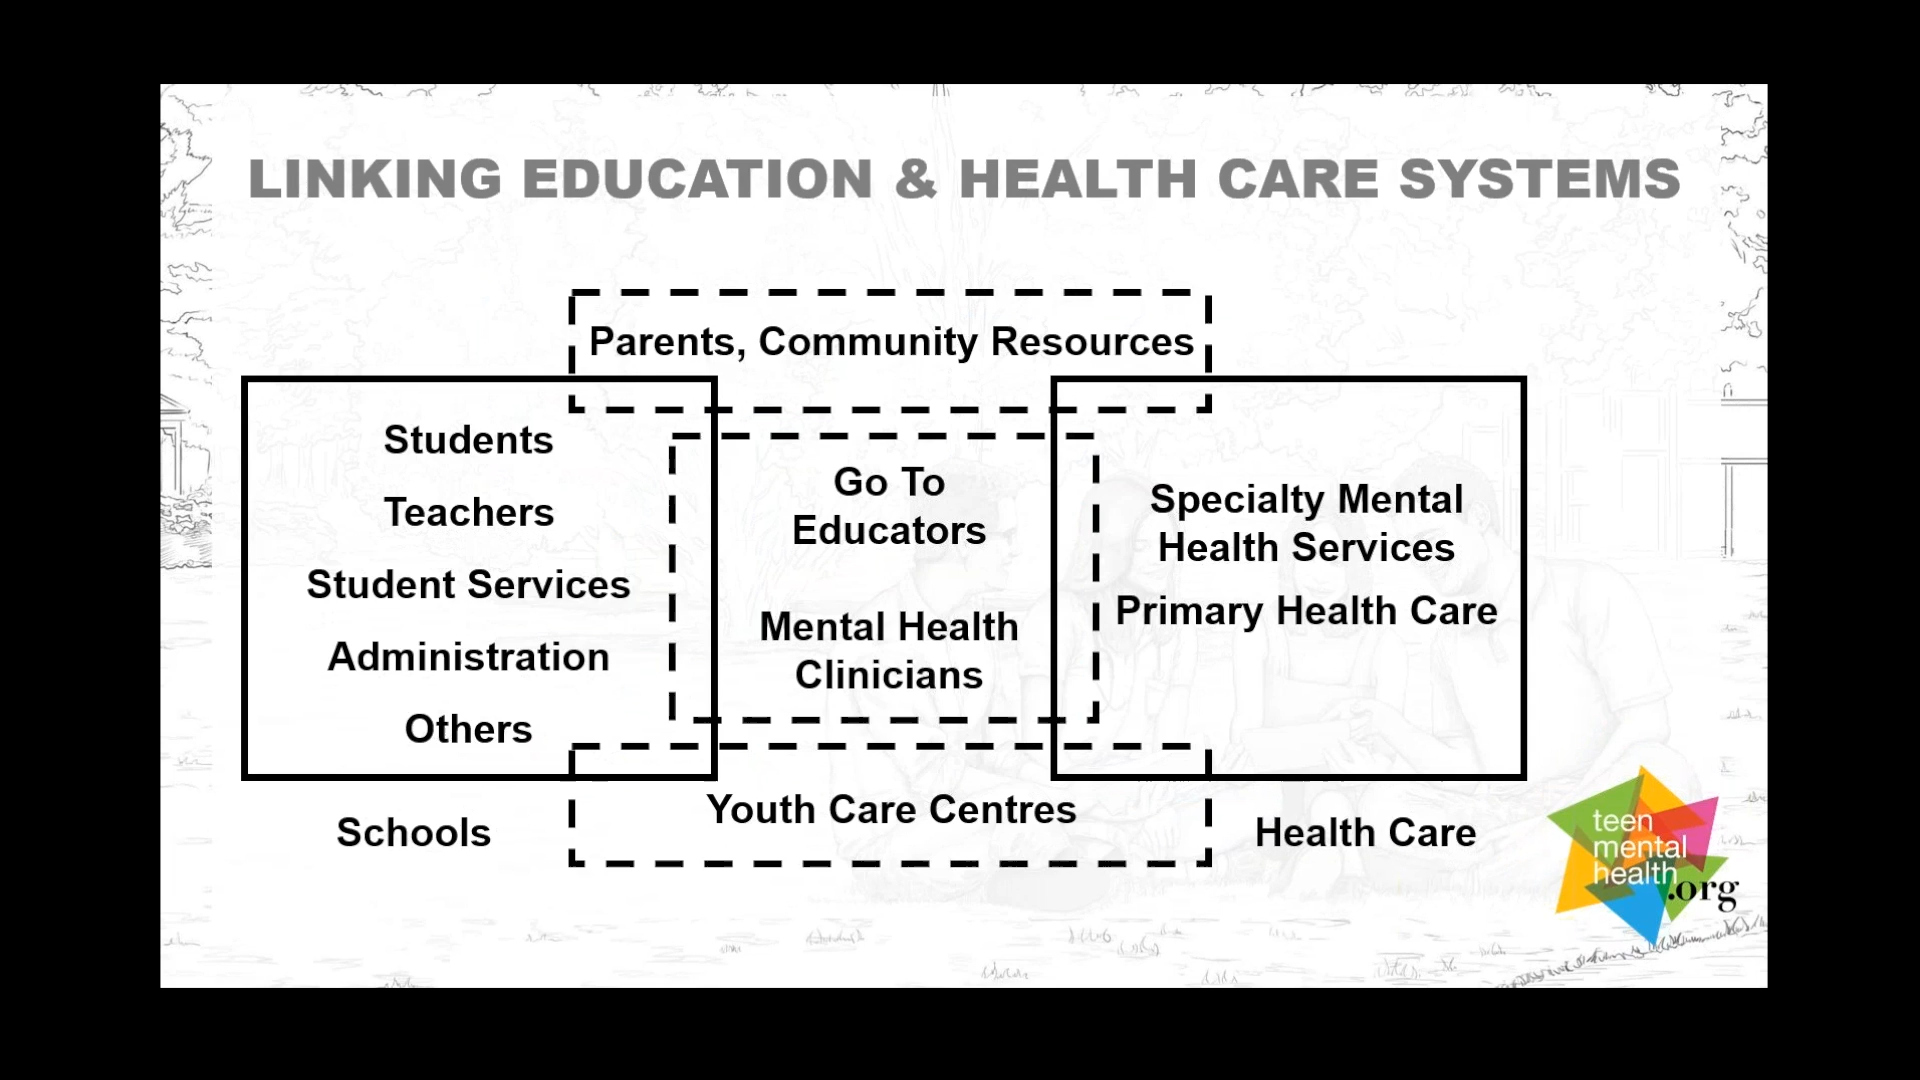 LINKING EDUCATION & HEALTH CARE SYSTEMS
Parents, Community Resources
Students
Teachers
Student Services
Administration
Others
Schools
Go To
Educators
Mental Health
Clinicians
Youth Care Centres
Specialty Mental
Health Services
Primary Health Care
Health Care
teen
mental
health
.org